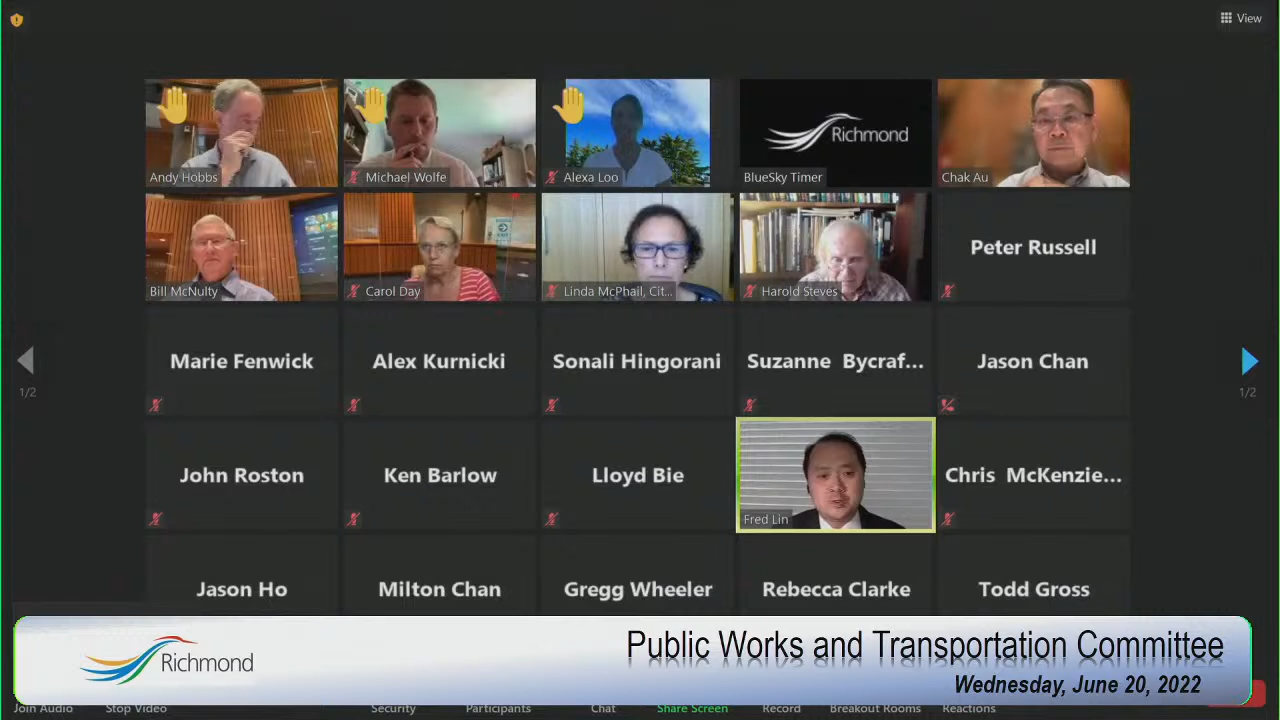 View
Andy Hobbs
Michael Wolfe
Alexa Loo
Richmond
BlueSky Timer
Chak Au
Bill McNulty
Carol Day
Linda McPhail, Cit...
Harold Steves
Peter Russell
Marie Fenwick
Alex Kurnicki
Sonali Hingorani
Suzanne Bycraf...
Jason Chan
1/2
1/2
John Roston
Ken Barlow
Lloyd Bie
Fred Lin
Chris McKenzie...
Jason Ho
Milton Chan
Gregg Wheeler
Rebecca Clarke
Todd Gross
Richmond
Public Works and Transportation Committee
Wednesday, June 20, 2022
Join Audio
Stop Video
Security
Participants
Chat
Share Screen
Record
Breakout Rooms
Reactions